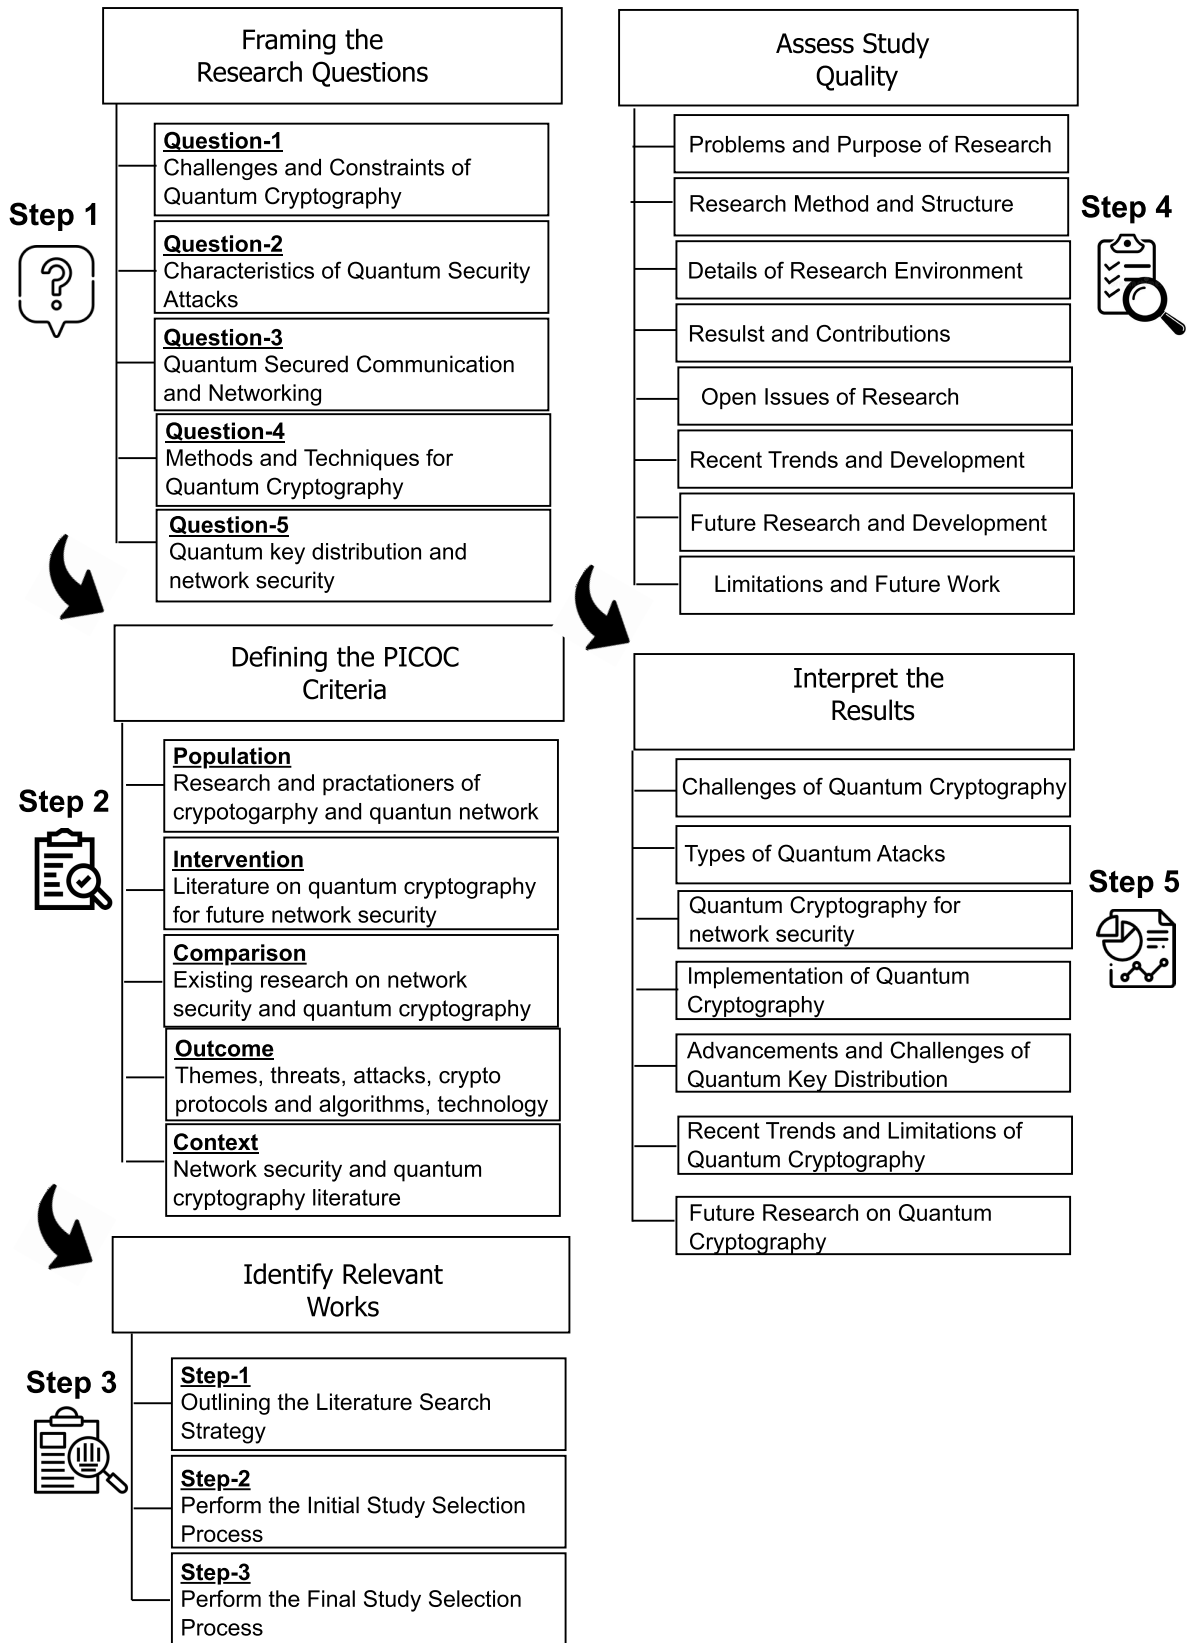 Framing the
Research Questions
Step 1
Question-1
Challenges and Constraints of
Quantum Cryptography
Question-2
Characteristics of Quantum Security
Attacks
Question-3
Quantum Secured Communication
and Networking
Question-4
Methods and Techniques for
Quantum Cryptography
Question-5
Quantum key distribution and
network security
Defining the PICOC
Criteria
Step 2
Population
Research and practationers of
crypotogarphy and quantun network
Intervention
Literature on quantum cryptography
for future network security
Comparison
Existing research on network
security and quantum cryptography
Outcome
Themes, threats, attacks, crypto
protocols and algorithms, technology
Context
Network security and quantum
cryptography literature
Identify Relevant
Works
Step 3
Step-1
Outlining the Literature Search
Strategy
Step-2
Perform the Initial Study Selection
Process
Step-3
Perform the Final Study Selection
Process
Assess Study
Quality
Step 4
Problems and Purpose of Research
Research Method and Structure
Details of Research Environment
Resulst and Contributions
Open Issues of Research
Recent Trends and Development
Future Research and Development
Limitations and Future Work
Interpret the
Results
Step 5
Challenges of Quantum Cryptography
Types of Quantum Atacks
Quantum Cryptography for
network security
Implementation of Quantum
Cryptography
Advancements and Challenges of
Quantum Key Distribution
Recent Trends and Limitations of
Quantum Cryptography
Future Research on Quantum
Cryptography